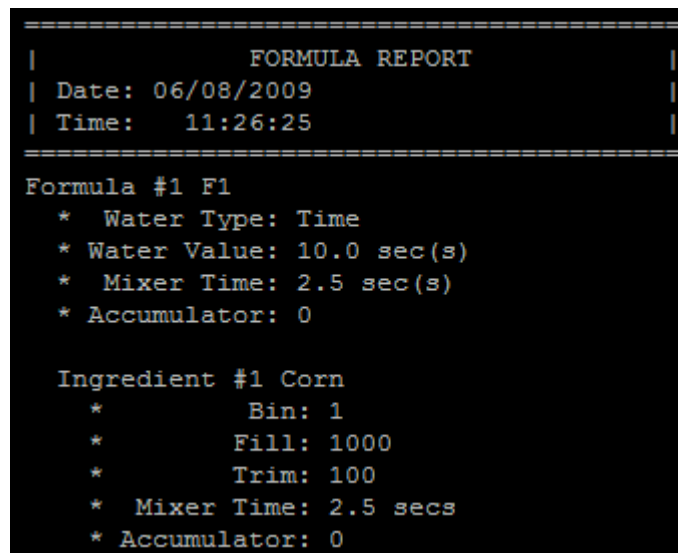 ==========================================
|              FORMULA REPORT              |
| Date: 06/08/2009                         |
| Time:   11:26:25                         |
==========================================
Formula #1 F1
  *  Water Type: Time
  * Water Value: 10.0 sec(s)
  *  Mixer Time: 2.5 sec(s)
  * Accumulator: 0
  Ingredient #1 Corn
    *         Bin: 1
    *        Fill: 1000
    *        Trim: 100
    *  Mixer Time: 2.5 secs
    * Accumulator: 0